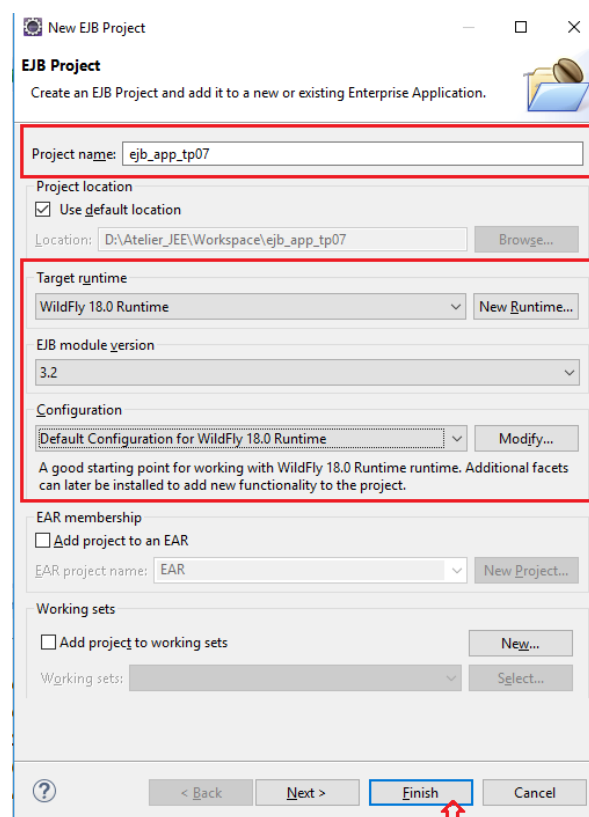 New EJB Project
EJB Project
Create an EJB Project and add it to a new or existing Enterprise Application.
Project name: ejb_app_tp07
Project location
Use default location
Location: D:\Atelier_JEE\Workspace\ejb_app_tp07 Browse...
Target runtime
WildFly 18.0 Runtime New Runtime...
EJB module version
3.2
Configuration
Default Configuration for WildFly 18.0 Runtime Modify...
A good starting point for working with WildFly 18.0 Runtime runtime. Additional facets
can later be installed to add new functionality to the project.
EAR membership
Add project to an EAR
EAR project name: EAR New Project...
Working sets
Add project to working sets New...
Working sets: Select...
? < Back Next > Finish Cancel